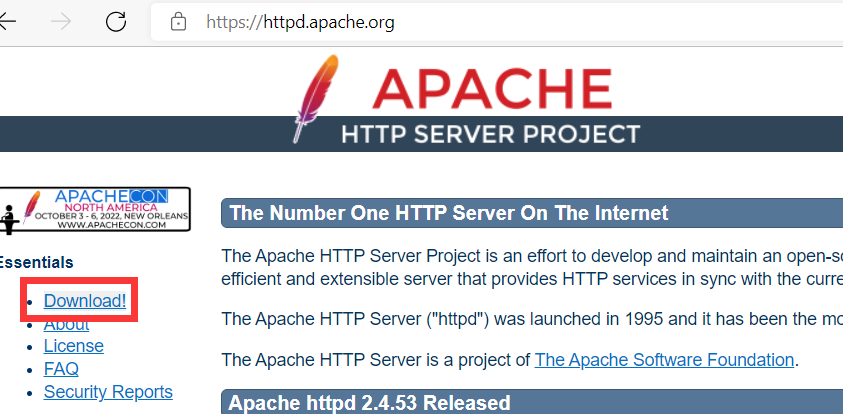 https://httpd.apache.org
APACHE
HTTP SERVER PROJECT
APACHECON
NORTH AMERICA
OCTOBER 3 - 6, 2022, NEW ORLEANS
WWW.APACHECON.COM
Essentials
Download!
About
License
FAQ
Security Reports
The Number One HTTP Server On The Internet
The Apache HTTP Server Project is an effort to develop and maintain an
efficient and extensible server that provides HTTP services in sync with the
The Apache HTTP Server ("httpd") was launched in 1995 and it has been the
The Apache HTTP Server is a project of The Apache Software Foundation.
Apache httpd 2.4.53 Released